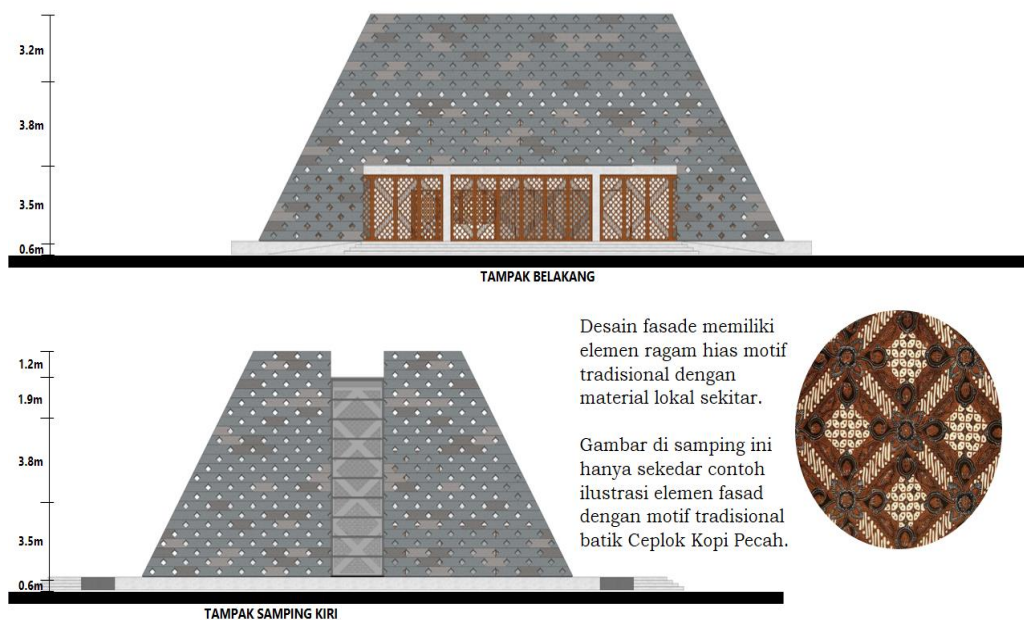 3.2m
3.8m
3.5m
0.6m
TAMPAK BELAKANG
1.2m
1.9m
3.8m
3.5m
0.6m
TAMPAK SAMPING KIRI
Desain fasade memiliki
elemen ragam hias motif
tradisional dengan
material lokal sekitar.
Gambar di samping ini
hanya sekedar contoh
ilustrasi elemen fasad
dengan motif tradisional
batik Ceplok Kopi Pecah.